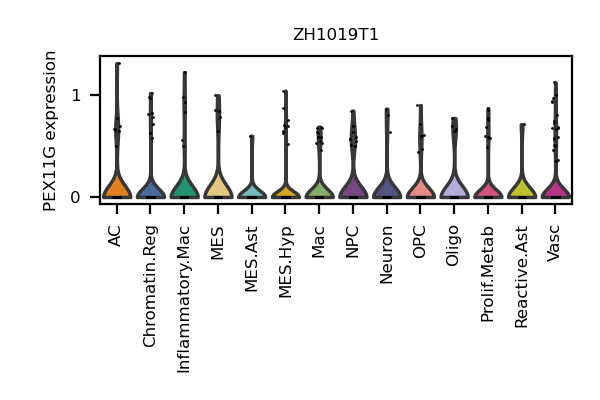 ZH1019T1
PEX11G expression
1
0
AC
Chromatin.Reg
Inflammatory.Mac
MES
MES.Ast
MES.Hyp
Mac
NPC
Neuron
OPC
Oligo
Prolif.Metab
Reactive.Ast
Vasc